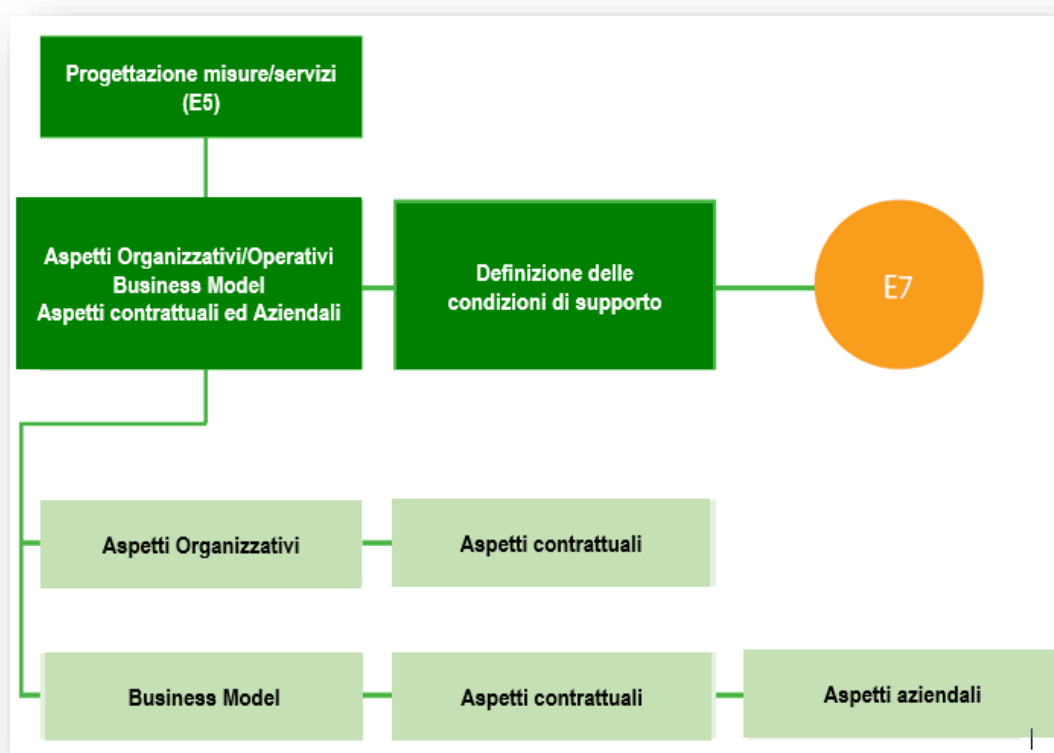 Progettazione misure/servizi
(E5)
Aspetti Organizzativi/Operativi
Business Model
Aspetti contrattuali ed Aziendali
Definizione delle
condizioni di supporto
E7
Aspetti Organizzativi
Aspetti contrattuali
Business Model
Aspetti contrattuali
Aspetti aziendali